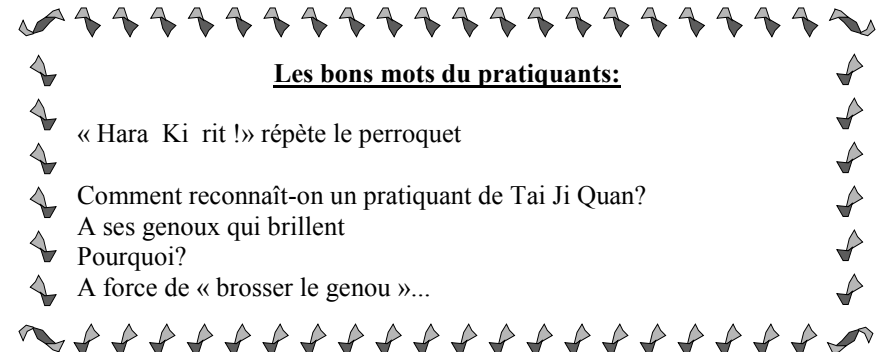 Les bons mots du pratiquants:
« Hara Ki rit !» répète le perroquet
Comment reconnaît-on un pratiquant de Tai Ji Quan?
A ses genoux qui brillent
Pourquoi?
A force de « brosser le genou »...